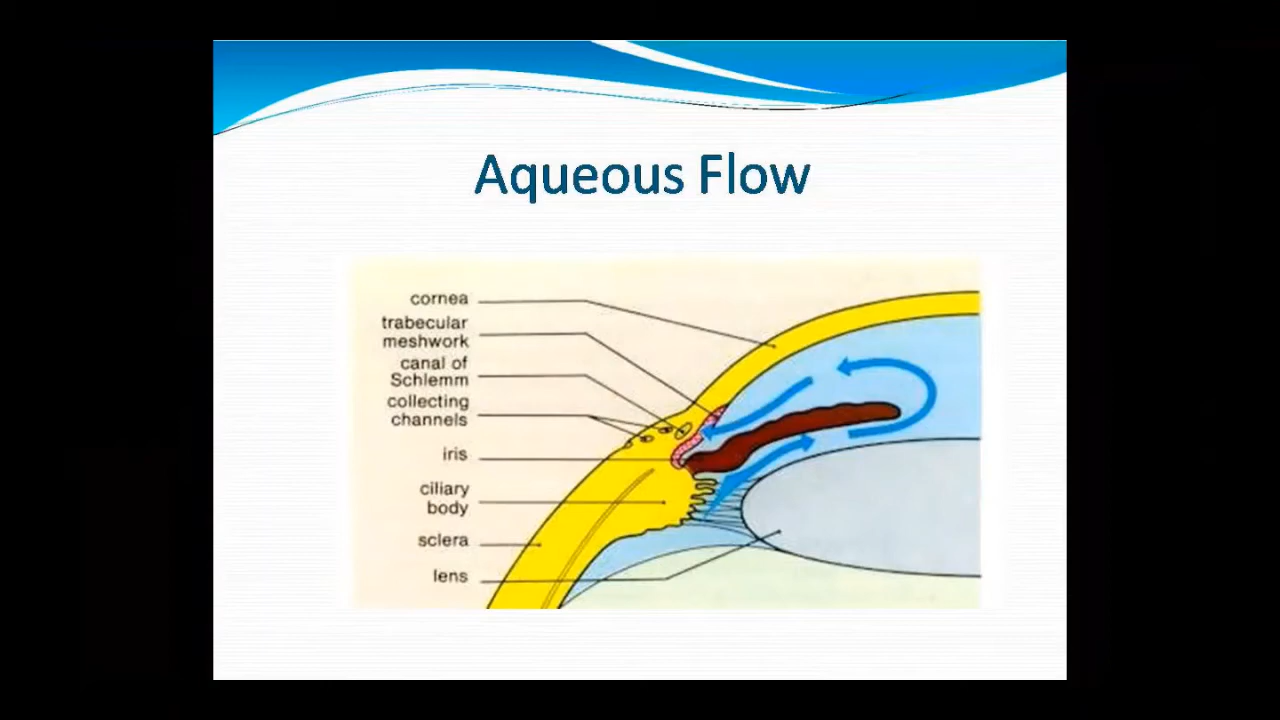 Aqueous Flow
cornea
trabecular
meshwork
canal of
Schlemm
collecting
channels
iris
ciliary
body
sclera
lens